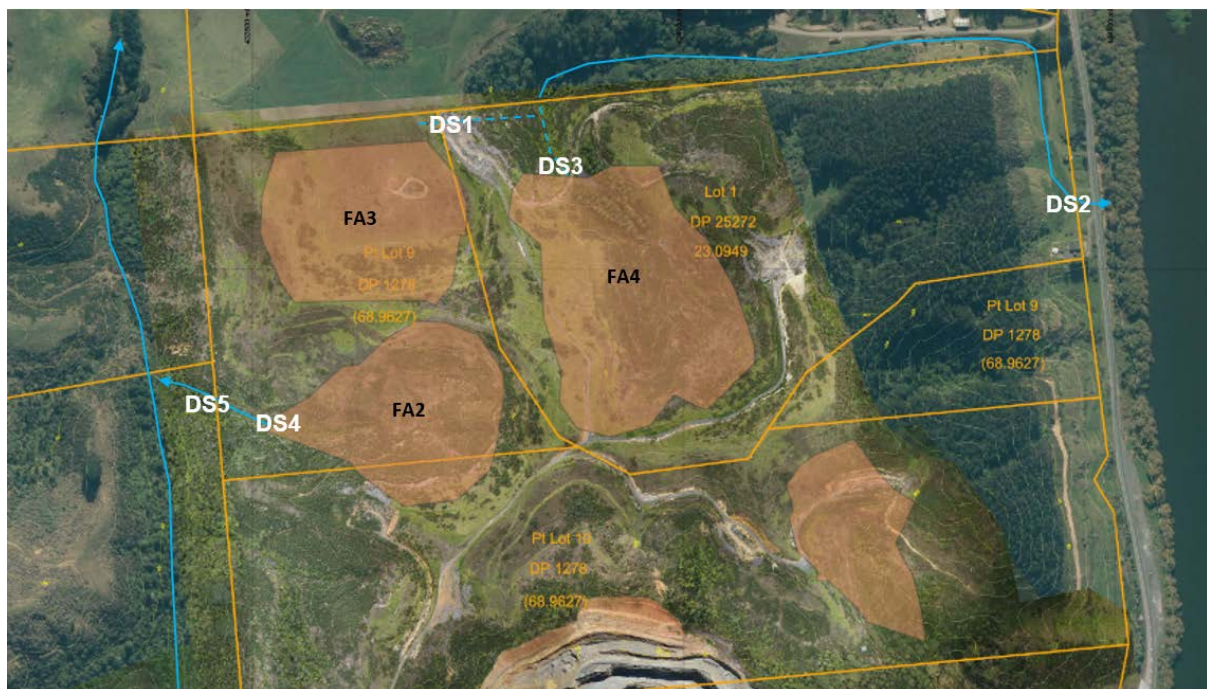 DS1
DS3
Lot 1
DP 25272
23.0949
DS2
FA3
Pt Lot 9
DP 1278
(68.9627)
FA4
Pt Lot 9
DP 1278
(68.9627)
DS5
DS4
FA2
Pt Lot 10
DP 1278
(68.9627)